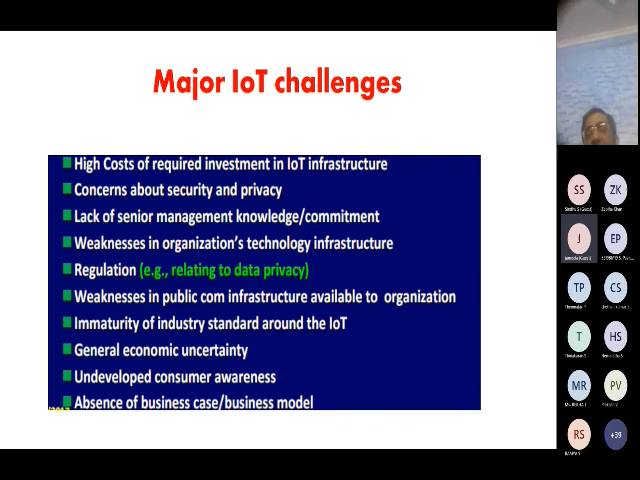 Major IoT challenges
High Costs of required investment in IoT infrastructure
Concerns about security and privacy
Lack of senior management knowledge/commitment
Weaknesses in organization's technology infrastructure
Regulation (e.g., relating to data privacy)
Weaknesses in public com infrastructure available to organization
Immaturity of industry standard around the IoT
General economic uncertainty
Undeveloped consumer awareness
Absence of business case/business model
SS
ZK
Zabiha Khan
J
EP
TP
CS
T
HS
MR
PV
RS
+39